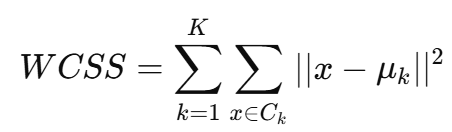 WCSS = \sum_{k=1}^{K} \sum_{x \in C_k} ||x - \mu_k||^2